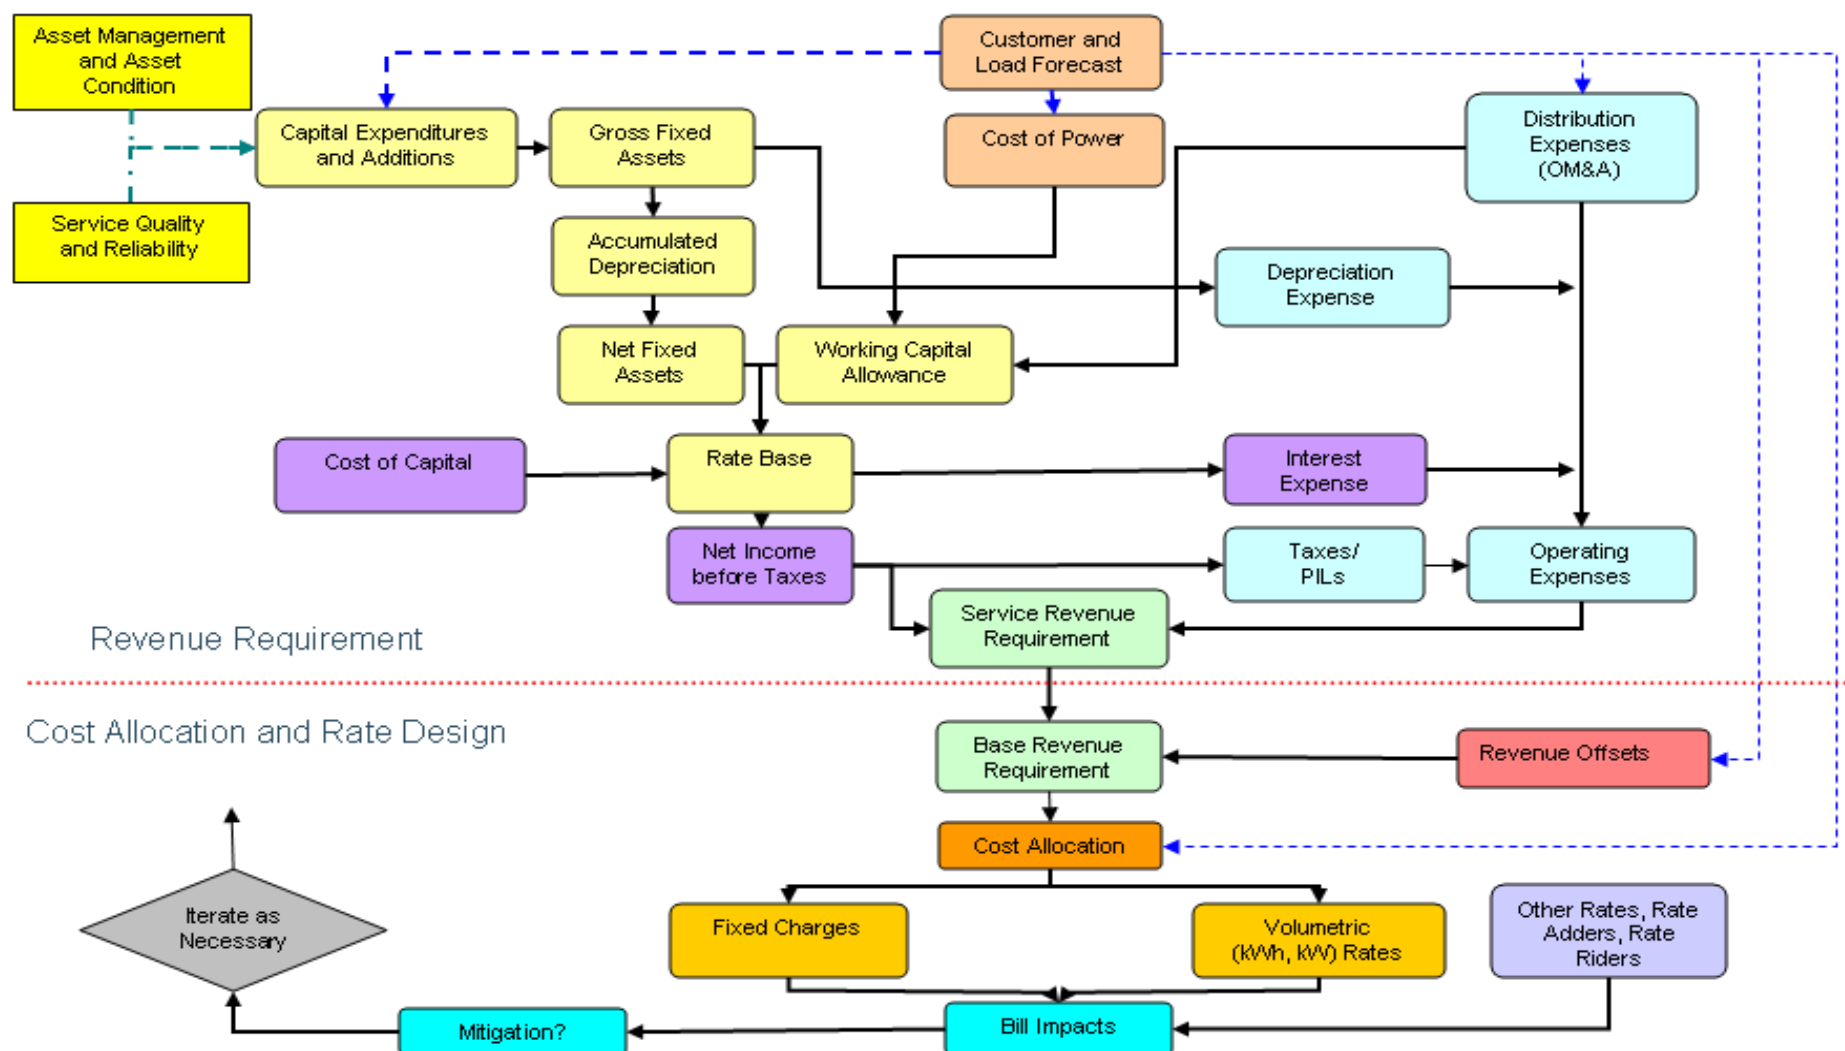 Asset Management
and Asset
Condition
Customer and
Load Forecast
Capital Expenditures
and Additions
Gross Fixed
Assets
Cost of Power
Distribution
Expenses
(OM&A)
Service Quality
and Reliability
Accumulated
Depreciation
Depreciation
Expense
Net Fixed
Assets
Working Capital
Allowance
Cost of Capital
Rate Base
Interest
Expense
Net Income
before Taxes
Taxes/
PILs
Operating
Expenses
Service Revenue
Requirement
Revenue Requirement
Cost Allocation and Rate Design
Base Revenue
Requirement
Revenue Offsets
Cost Allocation
Iterate as
Necessary
Fixed Charges
Volumetric
(kWh, kW) Rates
Other Rates, Rate
Adders, Rate
Riders
Mitigation?
Bill Impacts